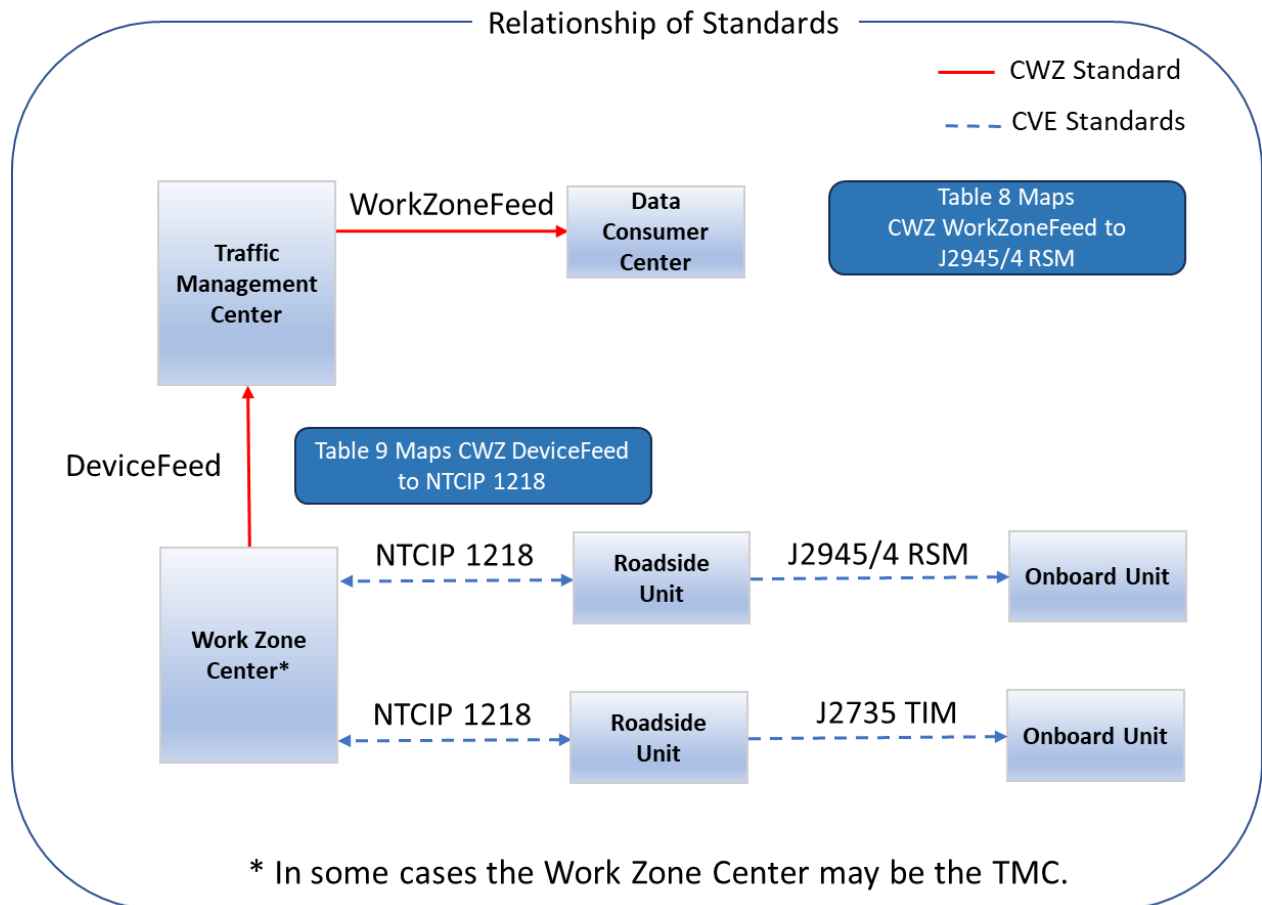 Relationship of Standards
CWZ Standard
CVE Standards
WorkZoneFeed
Traffic
Management
Center
Data
Consumer
Center
Table 8 Maps
CWZ WorkZoneFeed to
J2945/4 RSM
DeviceFeed
Table 9 Maps CWZ DeviceFeed
to NTCIP 1218
Work Zone
Center*
NTCIP 1218
Roadside
Unit
J2945/4 RSM
Onboard Unit
NTCIP 1218
Roadside
Unit
J2735 TIM
Onboard Unit
* In some cases the Work Zone Center may be the TMC.